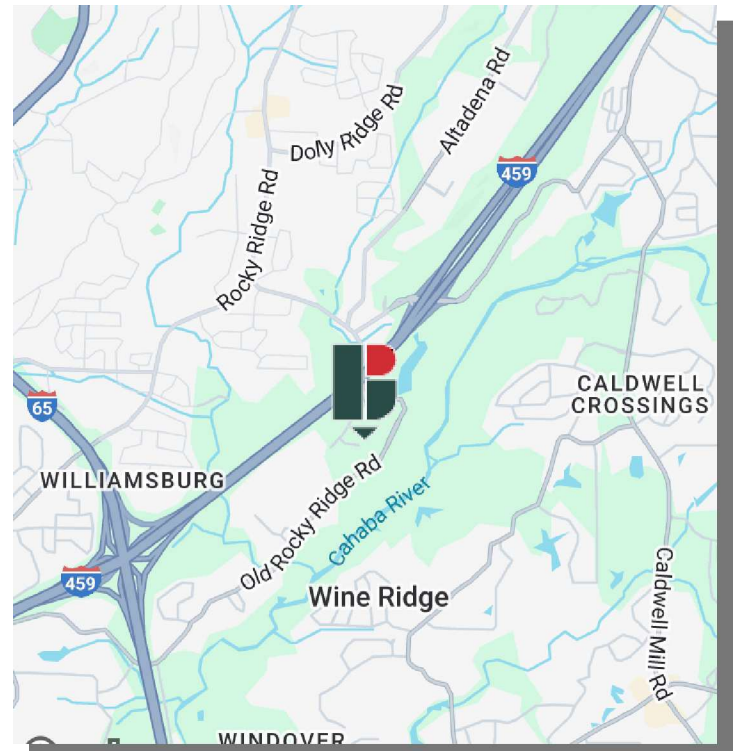 Dolly Ridge Rd
Altadena Rd
459
Rocky Ridge Rd
65
CALDWELL
CROSSINGS
WILLIAMSBURG
Old Rocky Ridge Rd
Cahaba River
459
Wine Ridge
Caldwell Mill Rd
WINDOVER